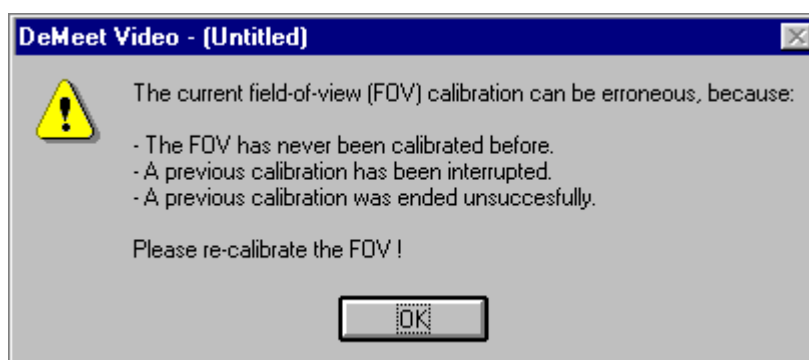 DeMeet Video - (Untitled)
The current field-of-view (FOV) calibration can be erroneous, because:
- The FOV has never been calibrated before.
- A previous calibration has been interrupted.
- A previous calibration was ended unsuccesfully.
Please re-calibrate the FOV !
OK